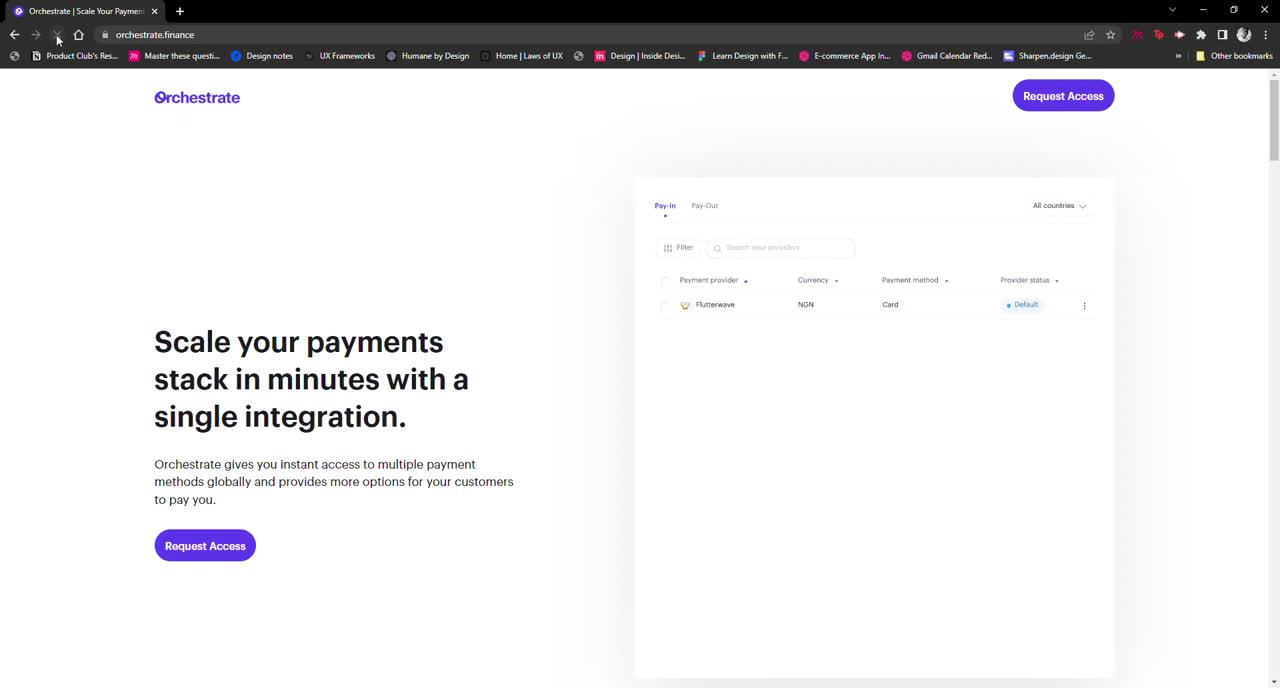 Orchestrate | Scale Your Payment
orchestrate.finance
Product Club's Res...
Master these questi...
Design notes
UX Frameworks
Humane by Design
Home | Laws of UX
Design | Inside Desi...
Learn Design with F...
E-commerce App In...
Gmail Calendar Red...
Sharpen.design Ge...
Other bookmarks
Orchestrate
Request Access
Pay-In
Pay-Out
All countries
Filter
Search your providers
Payment provider
Currency
Payment method
Provider status
Flutterwave
NGN
Card
Default
Scale your payments
stack in minutes with a
single integration.
Orchestrate gives you instant access to multiple payment
methods globally and provides more options for your customers
to pay you.
Request Access